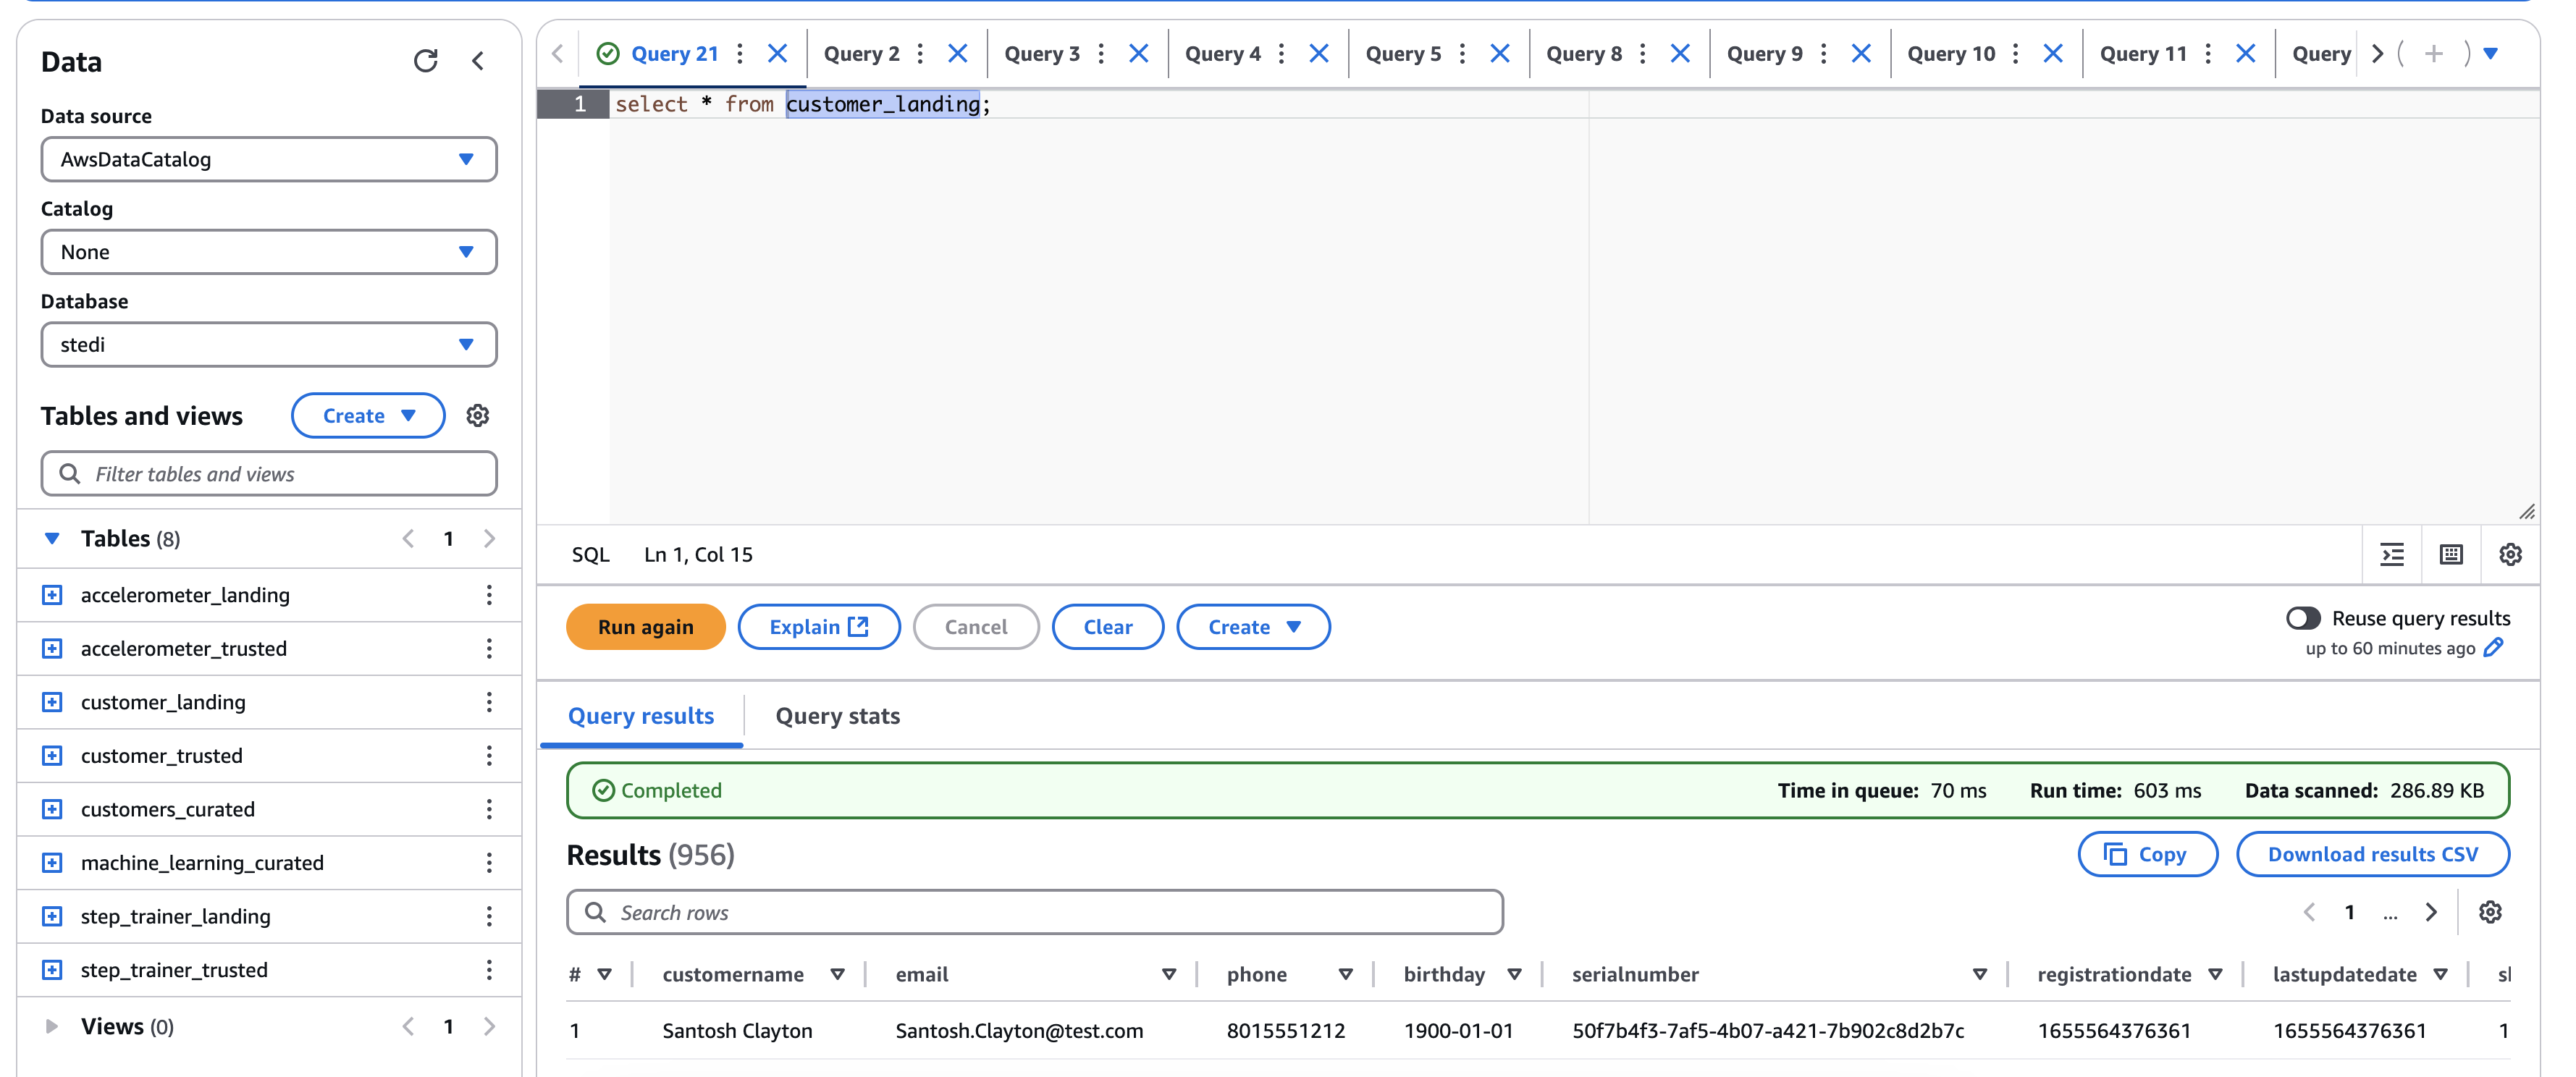 Data
Data source
AwsDataCatalog
Catalog
None
Database
stedi
Tables and views
Create
Filter tables and views
Tables (8)
1
accelerometer_landing
accelerometer_trusted
customer_landing
customer_trusted
customers_curated
machine_learning_curated
step_trainer_landing
step_trainer_trusted
Views (0)
1
Query 21 Query 2 Query 3 Query 4 Query 5 Query 8 Query 9 Query 10 Query 11 Query
1 select * from customer_landing;
SQL Ln 1, Col 15
Run again Explain Cancel Clear Create
Reuse query results
up to 60 minutes ago
Query results Query stats
Completed Time in queue: 70 ms Run time: 603 ms Data scanned: 286.89 KB
Results (956) Copy Download results CSV
Search rows 1 ...
# customername email phone birthday serialnumber registrationdate lastupdatedate
1 Santosh Clayton Santosh.Clayton@test.com 8015551212 1900-01-01 50f7b4f3-7af5-4b07-a421-7b902c8d2b7c 1655564376361 1655564376361 1